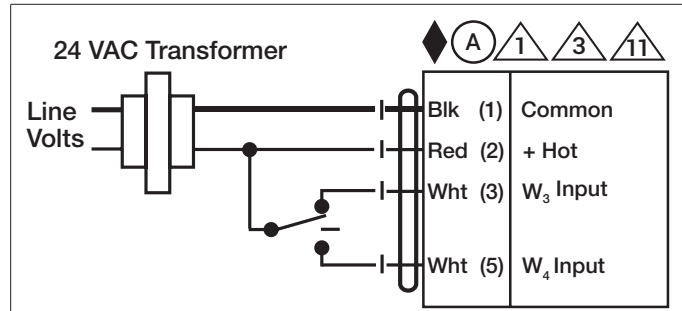 24 VAC Transformer
A 1 3 11
Line
Volts
Blk (1) Common
Red (2) + Hot
Wht (3) W₃ Input
Wht (5) W₄ Input